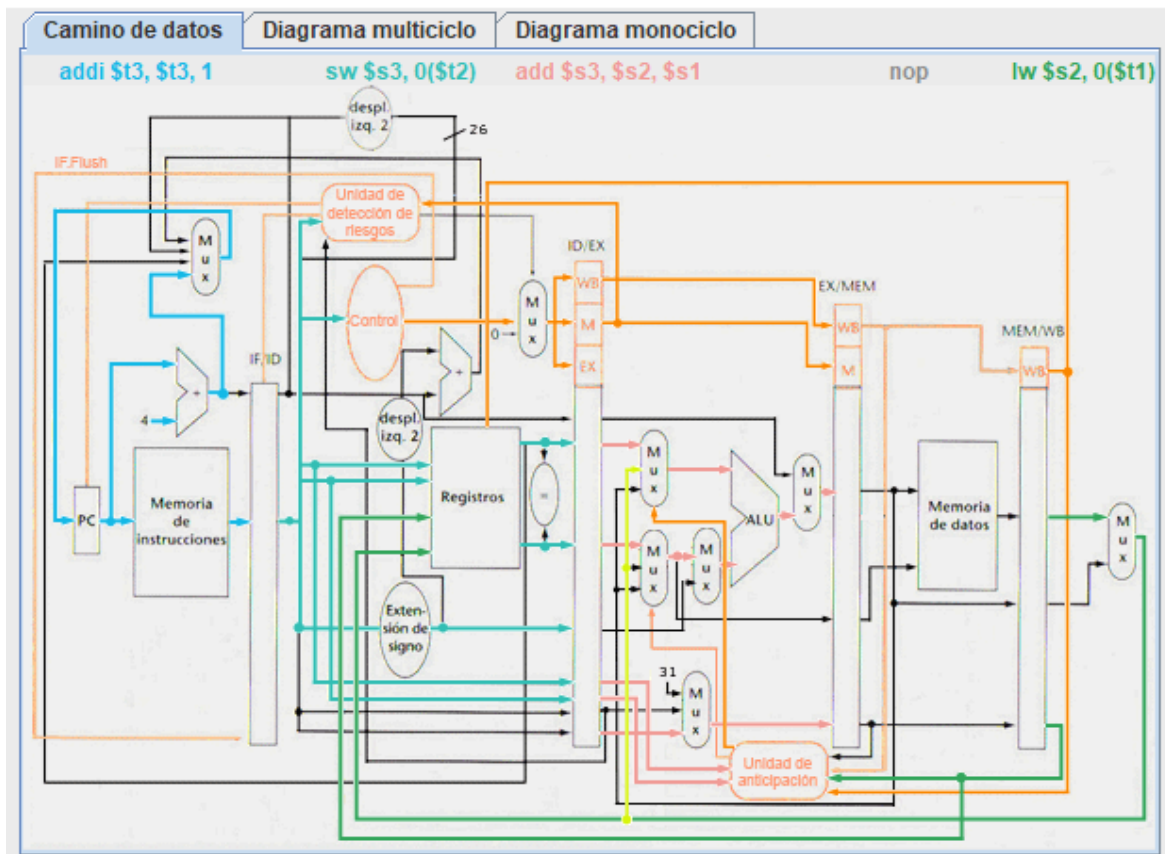 Camino de datos
Diagrama multiciclo
Diagrama monociclo
addi $t3, $t3, 1
sw $s3, 0($t2)
add $s3, $s2, $s1
nop
lw $s2, 0($t1)
despl.
izq. 2
26
IF.Flush
Unidad de
detección de
riesgos
M
u
x
ID/EX
WB
M
EX
M
u
x
0
Control
EX/MEM
WB
M
MEM/WB
WB
IF/ID
+
4
+
despl.
izq. 2
PC
Memoria
de
instrucciones
Registros
=
M
u
x
M
u
x
M
u
x
ALU
M
u
x
Memoria
de datos
M
u
x
Exten-
sión de
signo
31
M
u
x
Unidad de
anticipación